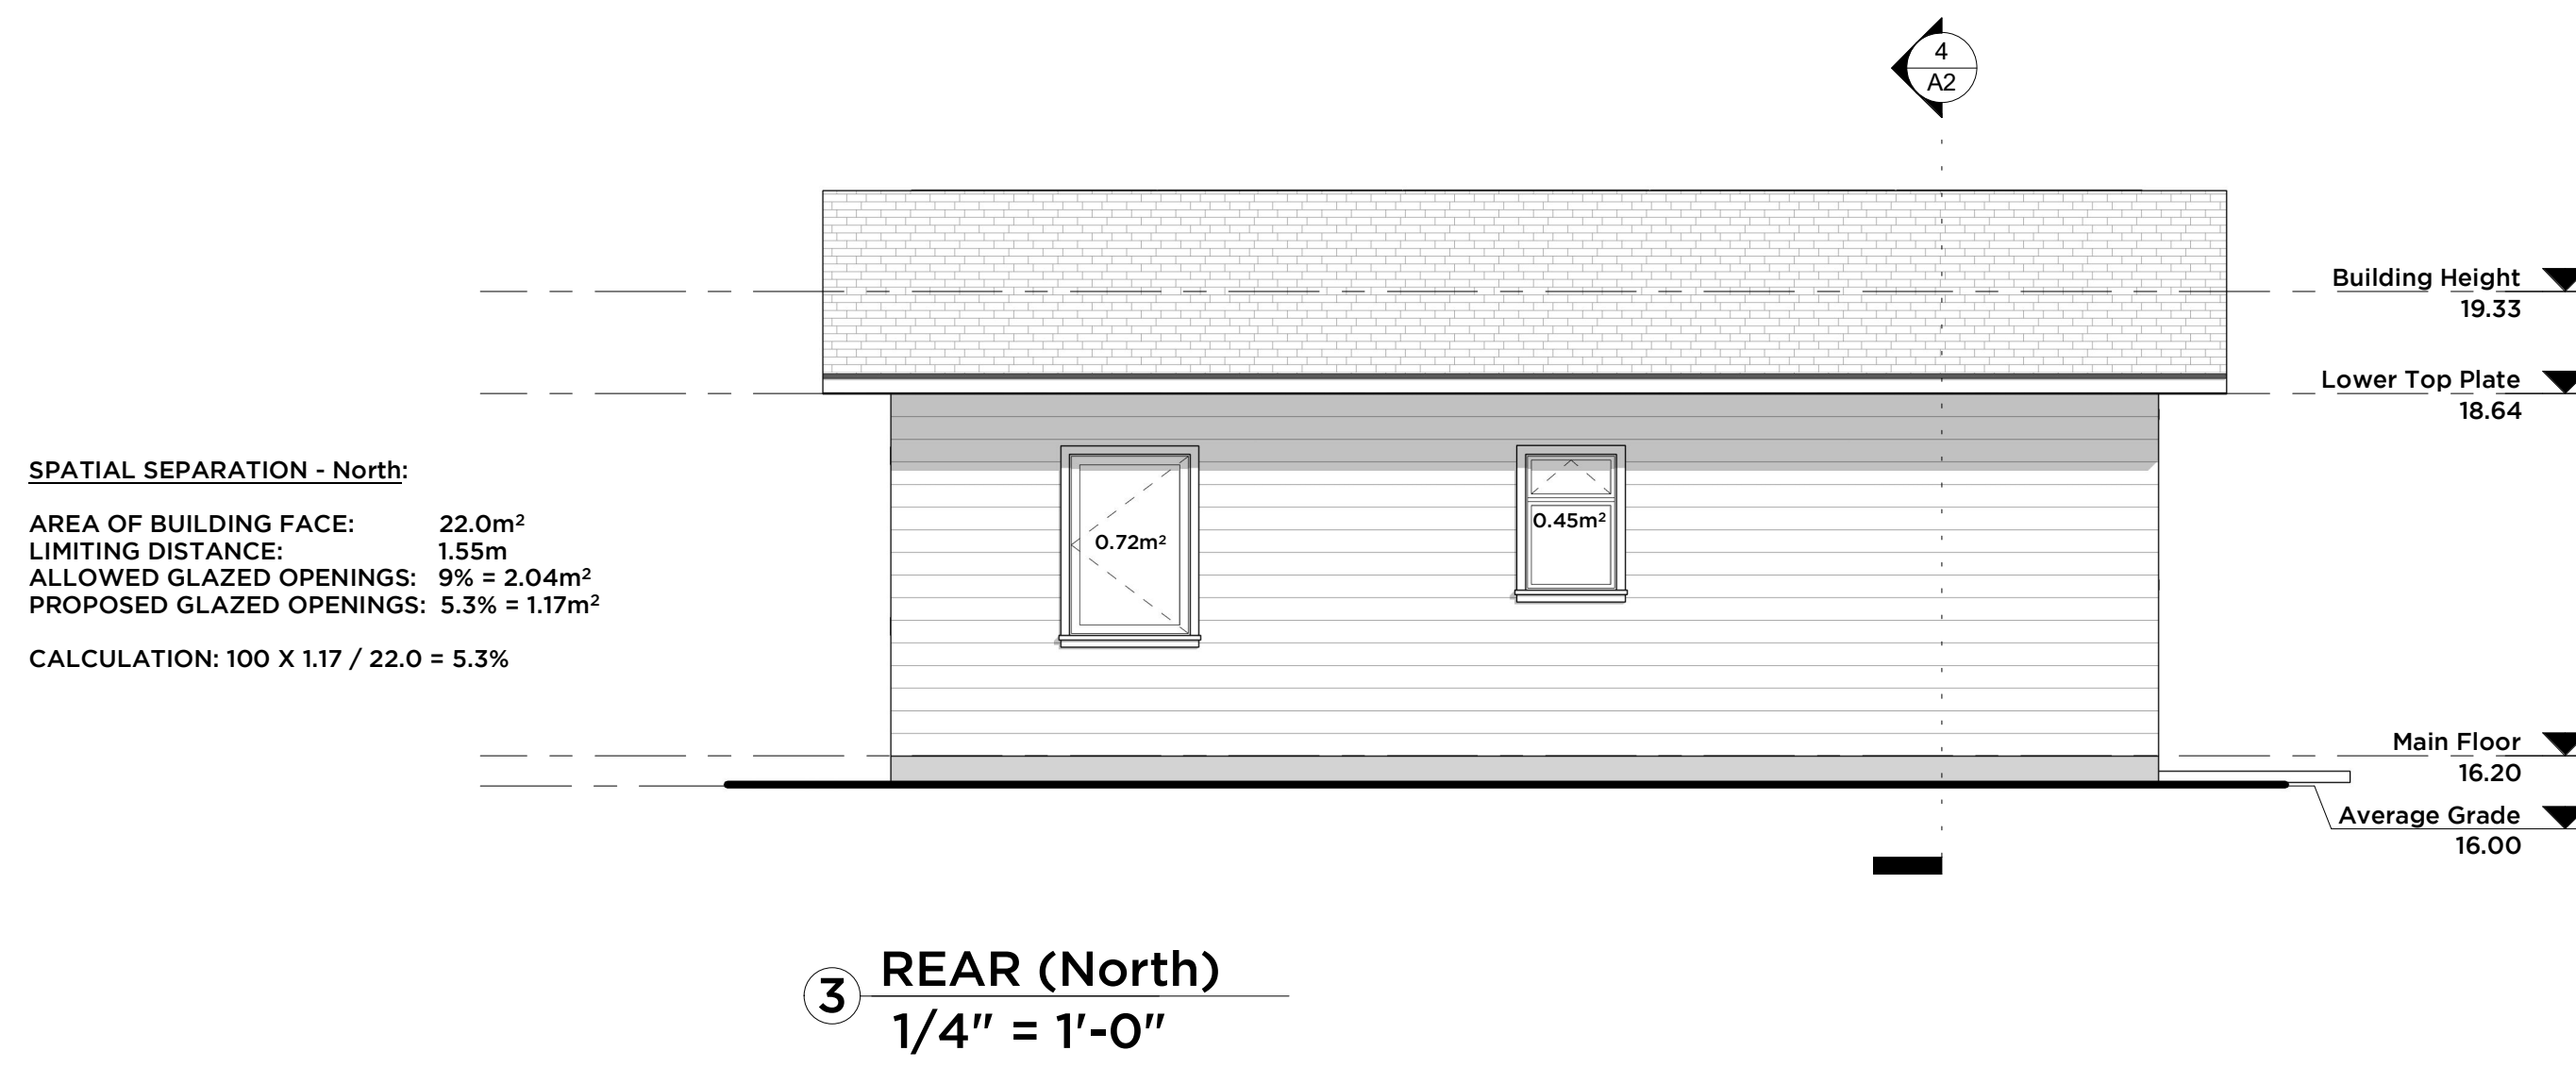 4
A2
Building Height
19.33
Lower Top Plate
18.64
SPATIAL SEPARATION - North:
AREA OF BUILDING FACE: 22.0m²
LIMITING DISTANCE: 1.55m
ALLOWED GLAZED OPENINGS: 9% = 2.04m²
PROPOSED GLAZED OPENINGS: 5.3% = 1.17m²
CALCULATION: 100 X 1.17 / 22.0 = 5.3%
0.72m²
0.45m²
Main Floor
16.20
Average Grade
16.00
3
REAR (North)
1/4" = 1'-0"